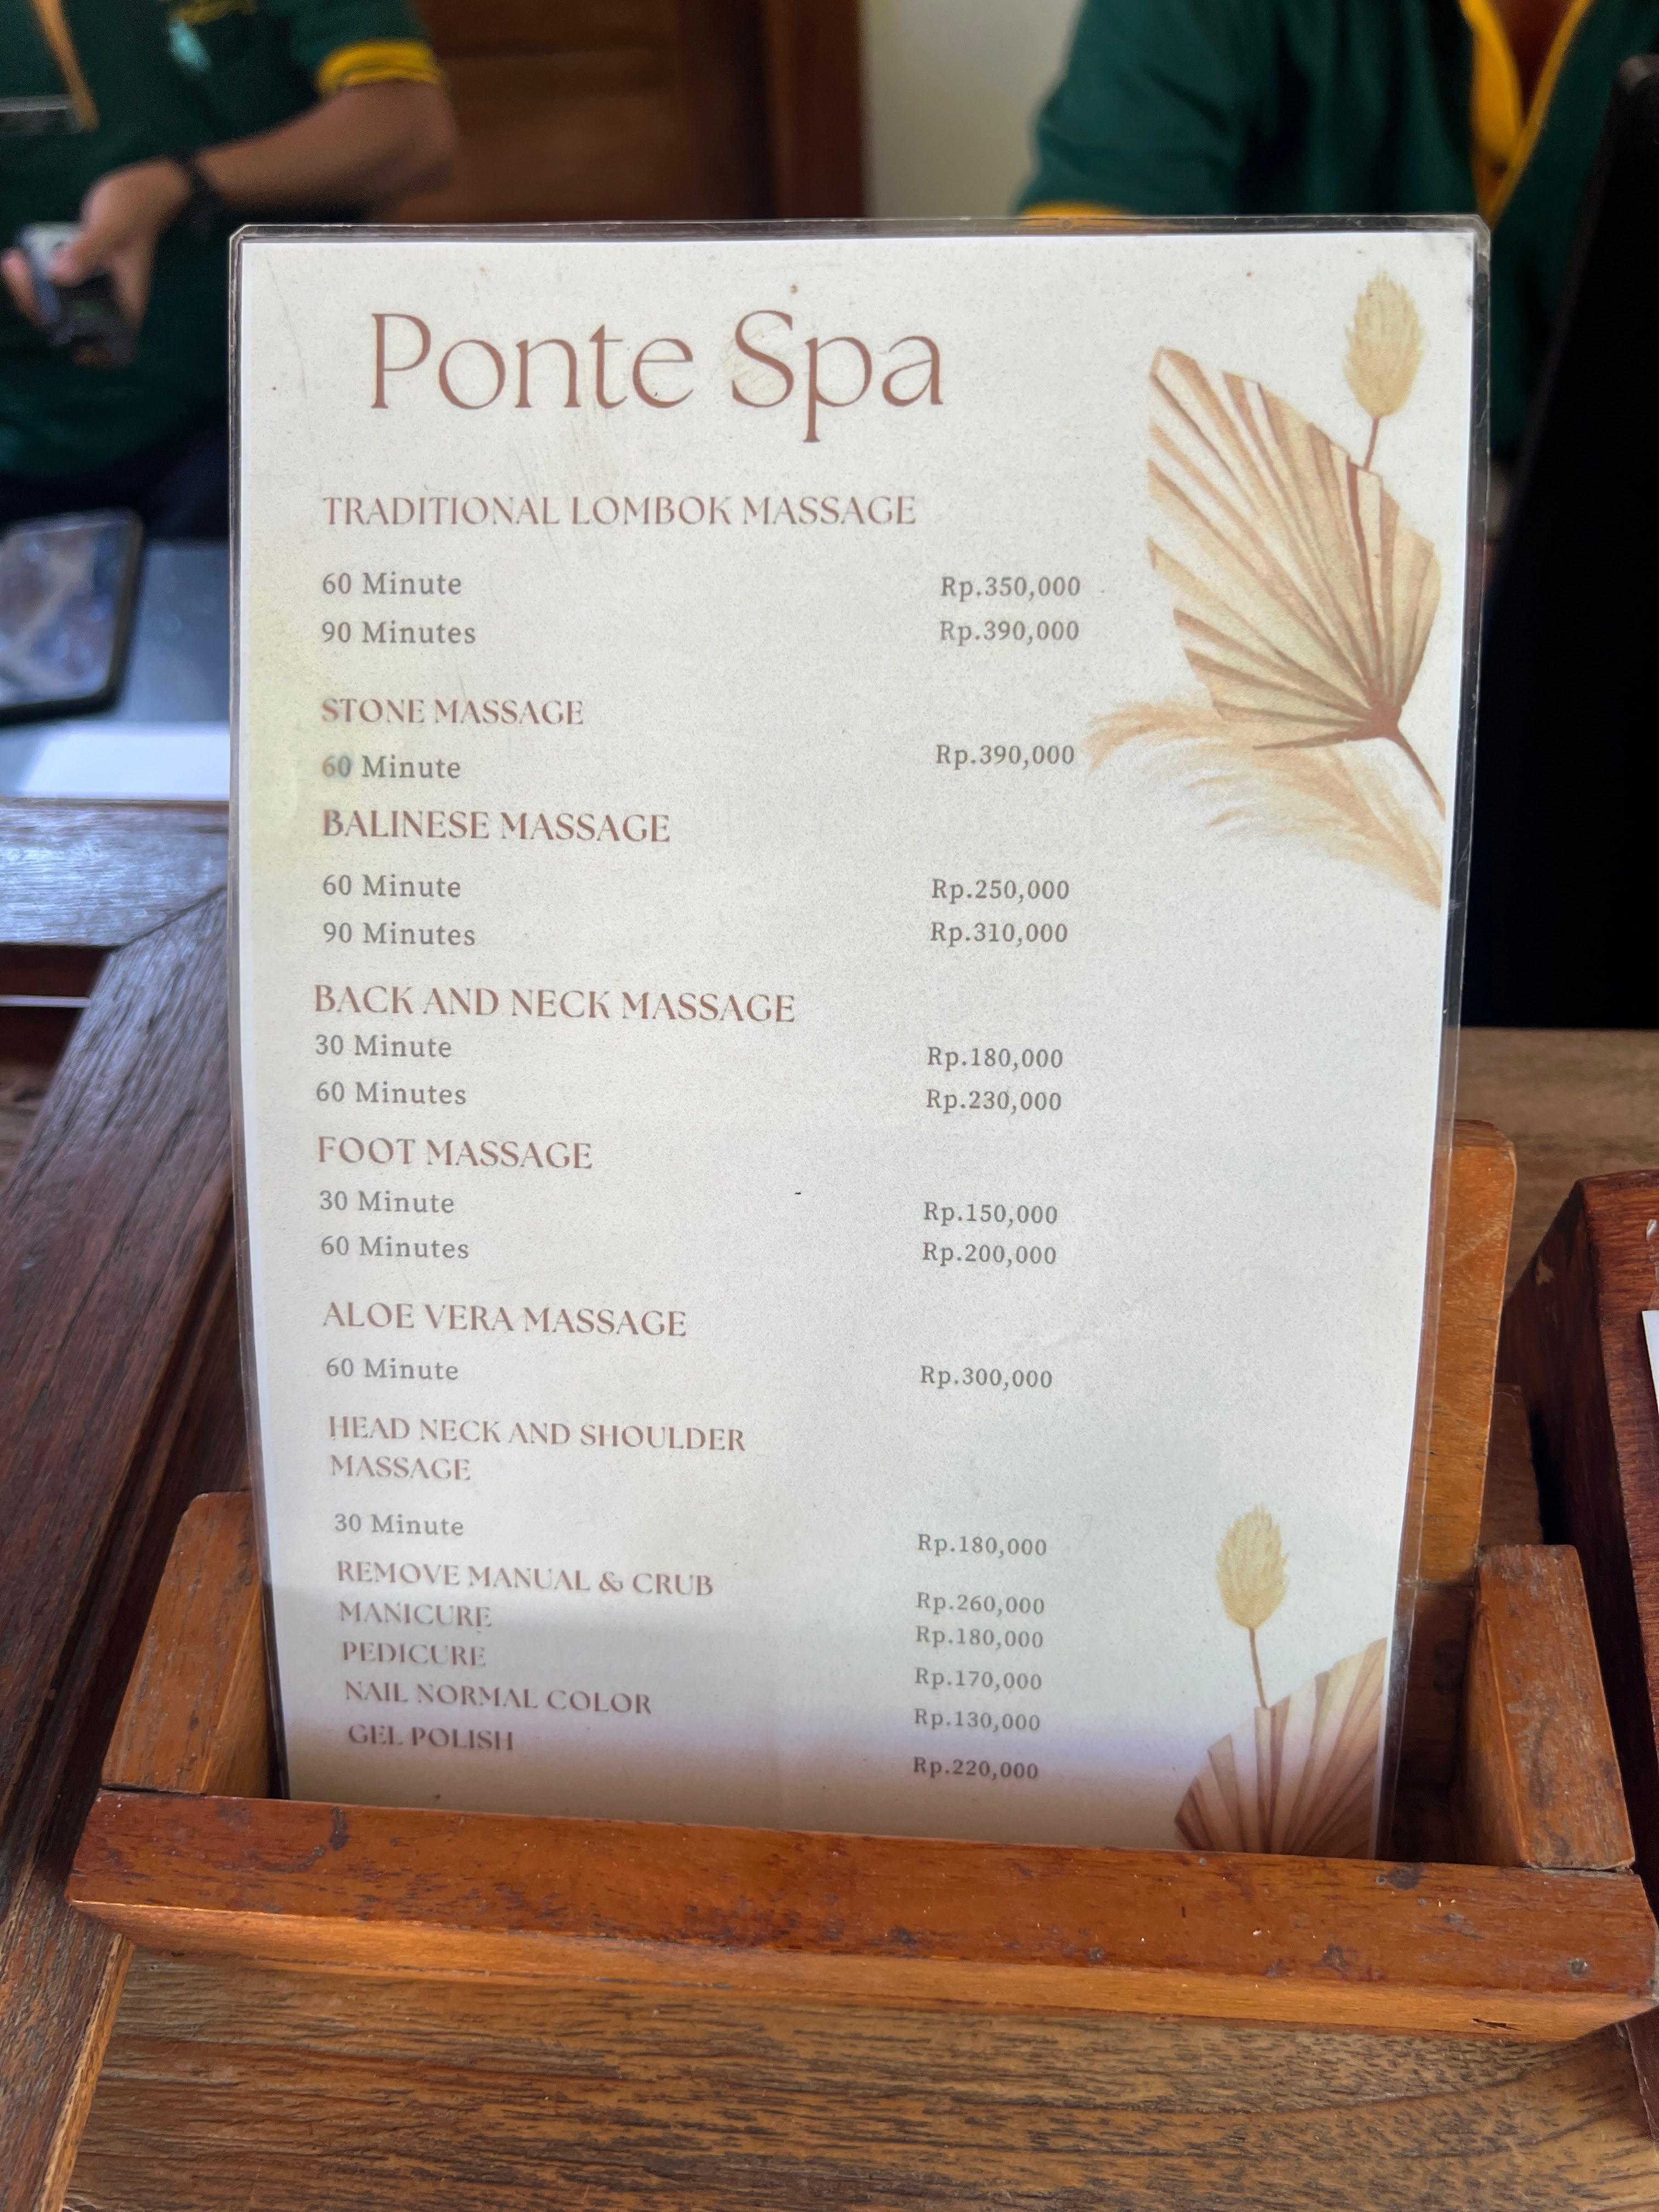 Ponte Spa
TRADITIONAL LOMBOK MASSAGE
60 Minute Rp.350,000
90 Minutes Rp.390,000
STONE MASSAGE
60 Minute Rp.390,000
BALINESE MASSAGE
60 Minute Rp.250,000
90 Minutes Rp.310,000
BACK AND NECK MASSAGE
30 Minute Rp.180,000
60 Minutes Rp.230,000
FOOT MASSAGE
30 Minute Rp.150,000
60 Minutes Rp.200,000
ALOE VERA MASSAGE
60 Minute Rp.300,000
HEAD NECK AND SHOULDER
MASSAGE
30 Minute Rp.180,000
REMOVE MANUAL & CRUB Rp.260,000
MANICURE Rp.180,000
PEDICURE Rp.170,000
NAIL NORMAL COLOR Rp.130,000
GEL POLISH Rp.220,000